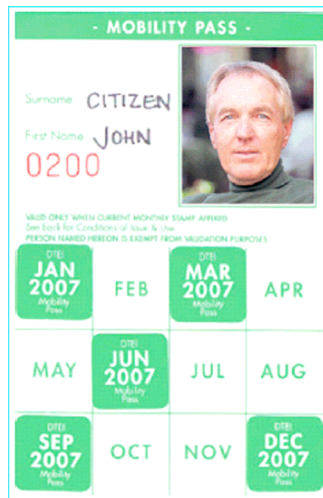 - MOBILITY PASS -
Surname CITIZEN
First Name JOHN
0200
VALID ONLY WHEN CURRENT MONTHLY STAMP AFFIXED
See back for Conditions of Issue & Use
PERSON NAMED HEREON IS EXEMPT FROM VALIDATION PURPOSES
DTEI
JAN
2007
Mobility
Pass
FEB
DTEI
MAR
2007
Mobility
Pass
APR
MAY
DTEI
JUN
2007
Mobility
Pass
JUL
AUG
DTEI
SEP
2007
Mobility
Pass
OCT
NOV
DTEI
DEC
2007
Mobility
Pass